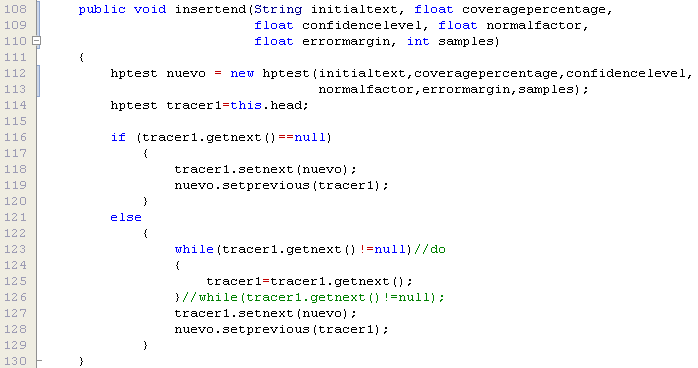 108 public void insertend(String initialtext, float coveragepercentage,
109 float confidencelevel, float normalfactor,
110 float errormargin, int samples)
111 {
112 hptest nuevo = new hptest(initialtext,coveragepercentage,confidencelevel,
113 normalfactor,errormargin,samples);
114 hptest tracer1=this.head;
115
116 if (tracer1.getnext()==null)
117 {
118 tracer1.setnext(nuevo);
119 nuevo.setprevious(tracer1);
120 }
121 else
122 {
123 while(tracer1.getnext()!=null)//do
124 {
125 tracer1=tracer1.getnext();
126 }//while(tracer1.getnext()!=null);
127 tracer1.setnext(nuevo);
128 nuevo.setprevious(tracer1);
129 }
130 }